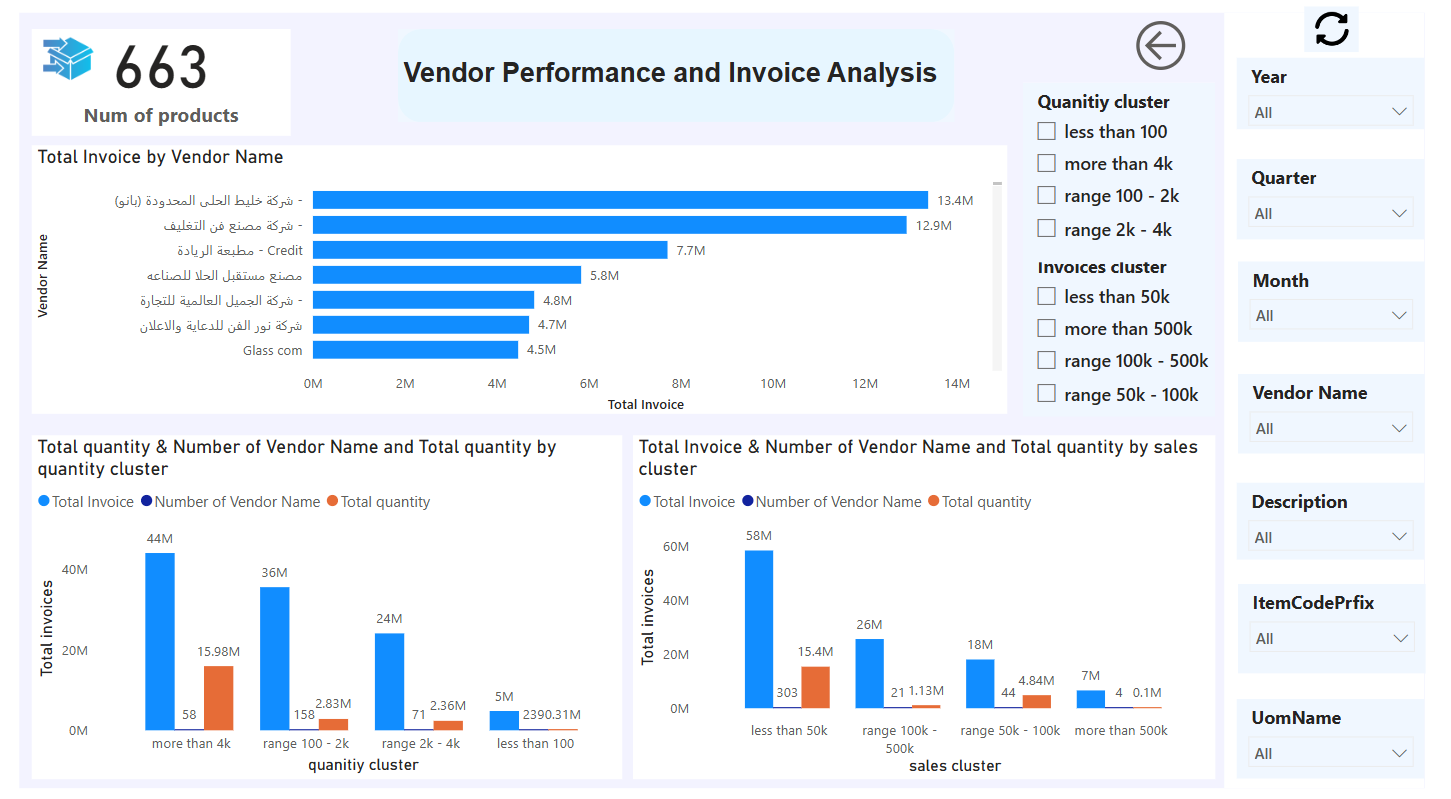 663
Num of products
Vendor Performance and Invoice Analysis
Total Invoice by Vendor Name
Vendor Name
شركة خليط الحلى المحدودة (بانو) -
13.4M
شركة مصنع فن التغليف -
12.9M
مطبعة الريادة - Credit
7.7M
مصنع مستقبل الحلا للصناعه
5.8M
شركة الجميل العالمية للتجارة -
4.8M
شركة نور الفن للدعاية والاعلان
4.7M
Glass com
4.5M
0M 2M 4M 6M 8M 10M 12M 14M
Total Invoice
Quanitiy cluster
less than 100
more than 4k
range 100 - 2k
range 2k - 4k
Invoices cluster
less than 50k
more than 500k
range 100k - 500k
range 50k - 100k
Total quantity & Number of Vendor Name and Total quantity by
quantity cluster
Total Invoice Number of Vendor Name Total quantity
Total invoices
40M
20M
0M
44M 58 15.98M
36M 158 2.83M
24M 71 2.36M
5M 239 0.31M
more than 4k range 100 - 2k range 2k - 4k less than 100
quanitiy cluster
Total Invoice & Number of Vendor Name and Total quantity by sales
cluster
Total Invoice Number of Vendor Name Total quantity
Total invoices
60M
40M
20M
0M
58M 303 15.4M
26M 21 1.13M
18M 44 4.84M
7M 4 0.1M
less than 50k
range 100k -
500k
range 50k - 100k
more than 500k
sales cluster
Year
All
Quarter
All
Month
All
Vendor Name
All
Description
All
ItemCodePrfix
All
UomName
All